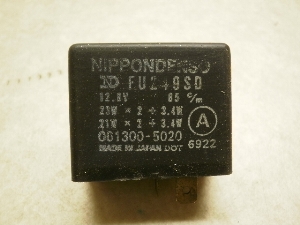 NIPPONDENSO
FU249SD
12.8V 85 c/m
23W × 2 + 3.4W
21W × 2 + 3.4W
061300-5020 A
MADE IN JAPAN DOT 6922